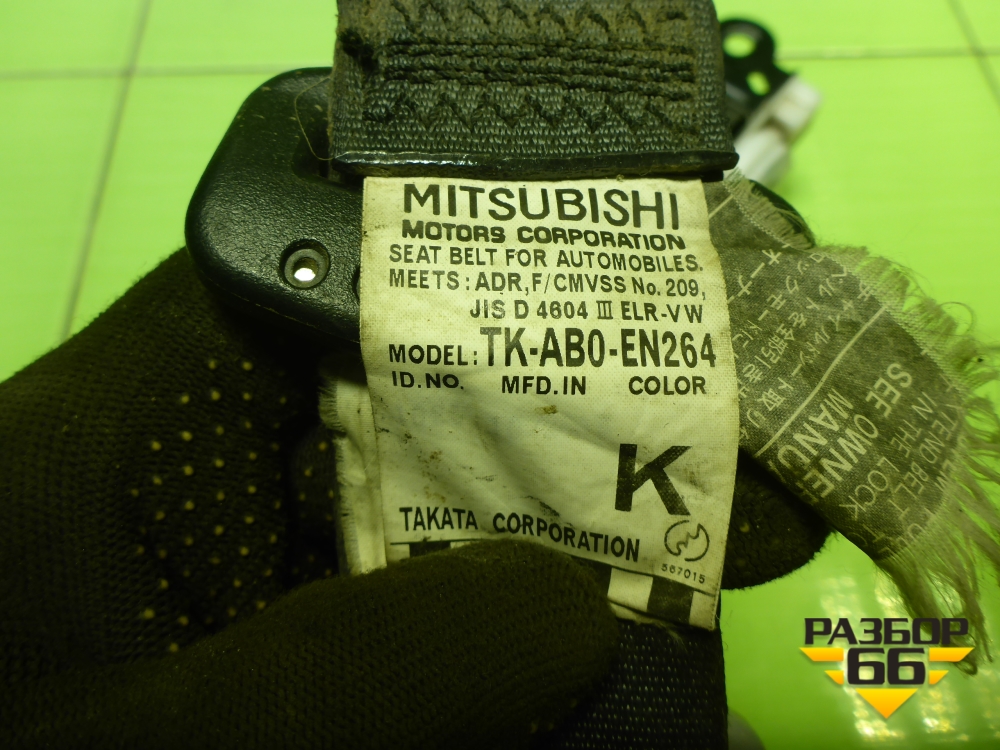 MITSUBISHI
MOTORS CORPORATION
SEAT BELT FOR AUTOMOBILES.
MEETS: ADR, F/CMVSS No. 209,
JIS D 4604 III ELR-VW
MODEL: TK-AB0-EN264
ID.NO. MFD.IN COLOR
K
TAKATA CORPORATION
567015
SEE OWNER
MANU
IN THE LOCK
РАЗБОР
66